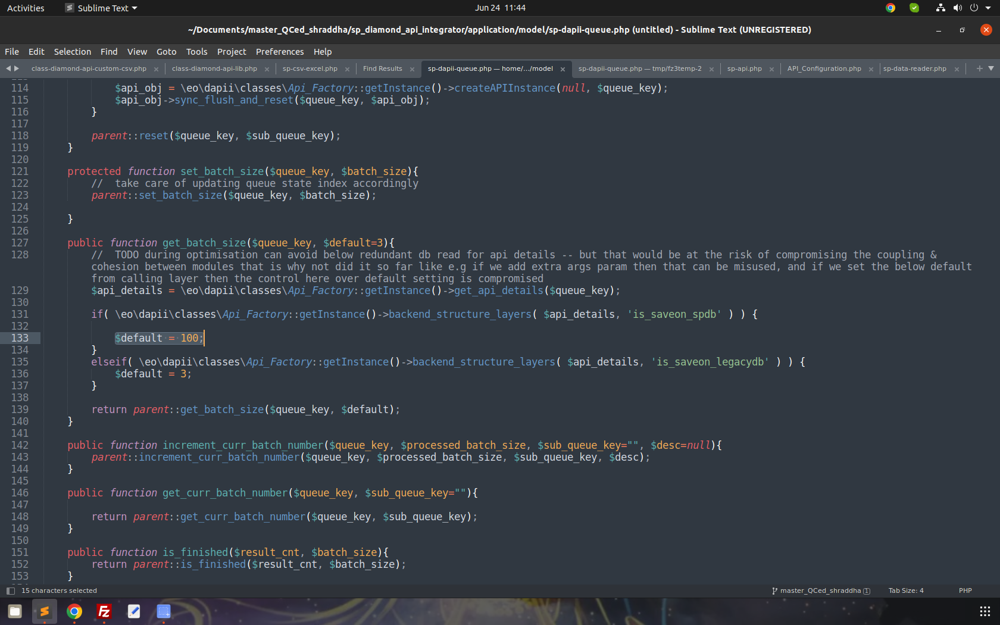 Activities Sublime Text Jun 24 11:44
~/Documents/master_QCed_shraddha/sp_diamond_api_integrator/application/model/sp-dapii-queue.php (untitled) - Sublime Text (UNREGISTERED)
File Edit Selection Find View Goto Tools Project Preferences Help
class-diamond-api-custom-csv.php class-diamond-api-lib.php sp-csv-excel.php Find Results sp-dapii-queue.php — home/.../model sp-dapii-queue.php — tmp/fz3temp-2 sp-api.php API_Configuration.php sp-data-reader.php
114 $api_obj = \eo\dapii\classes\Api_Factory::getInstance()->createAPIInstance(null, $queue_key);
115 $api_obj->sync_flush_and_reset($queue_key, $api_obj);
116 }
117
118 parent::reset($queue_key, $sub_queue_key);
119 }
120
121 protected function set_batch_size($queue_key, $batch_size){
122 // take care of updating queue state index accordingly
123 parent::set_batch_size($queue_key, $batch_size);
124
125 }
126
127 public function get_batch_size($queue_key, $default=3){
128 // TODO during optimisation can avoid below redundant db read for api details -- but that would be at the risk of compromising the coupling &
cohesion between modules that is why not did it so far like e.g if we add extra args param then that can be misused, and if we set the below default
from calling layer then the control here over default setting is compromised
129 $api_details = \eo\dapii\classes\Api_Factory::getInstance()->get_api_details($queue_key);
130
131 if( \eo\dapii\classes\Api_Factory::getInstance()->backend_structure_layers( $api_details, 'is_saveon_spdb' ) ) {
132
133 $default = 100;
134 }
135 elseif( \eo\dapii\classes\Api_Factory::getInstance()->backend_structure_layers( $api_details, 'is_saveon_legacydb' ) ) {
136 $default = 3;
137 }
138
139 return parent::get_batch_size($queue_key, $default);
140 }
141
142 public function increment_curr_batch_number($queue_key, $processed_batch_size, $sub_queue_key="", $desc=null){
143 parent::increment_curr_batch_number($queue_key, $processed_batch_size, $sub_queue_key, $desc);
144 }
145
146 public function get_curr_batch_number($queue_key, $sub_queue_key=""){
147
148 return parent::get_curr_batch_number($queue_key, $sub_queue_key);
149 }
150
151 public function is_finished($result_cnt, $batch_size){
152 return parent::is_finished($result_cnt, $batch_size);
153 }
15 characters selected master_QCed_shraddha 1 Tab Size: 4 PHP